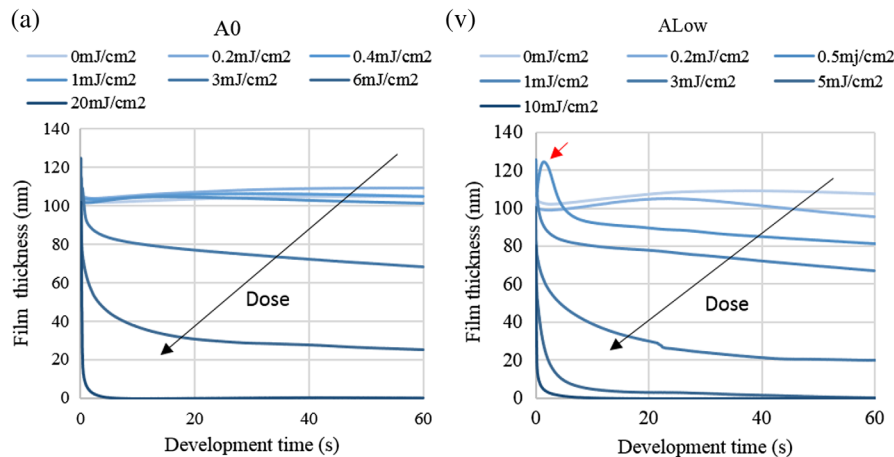 (a)
A0
0mJ/cm2 0.2mJ/cm2 0.4mJ/cm2
1mJ/cm2 3mJ/cm2 6mJ/cm2
20mJ/cm2
140
120
100
80
60
40
20
0
Film thickness (nm)
Dose
0 20 40 60
Development time (s)
(v)
ALow
0mJ/cm2 0.2mJ/cm2 0.5mj/cm2
1mJ/cm2 3mJ/cm2 5mJ/cm2
10mJ/cm2
140
120
100
80
60
40
20
0
Film thickness (nm)
Dose
0 20 40 60
Development time (s)